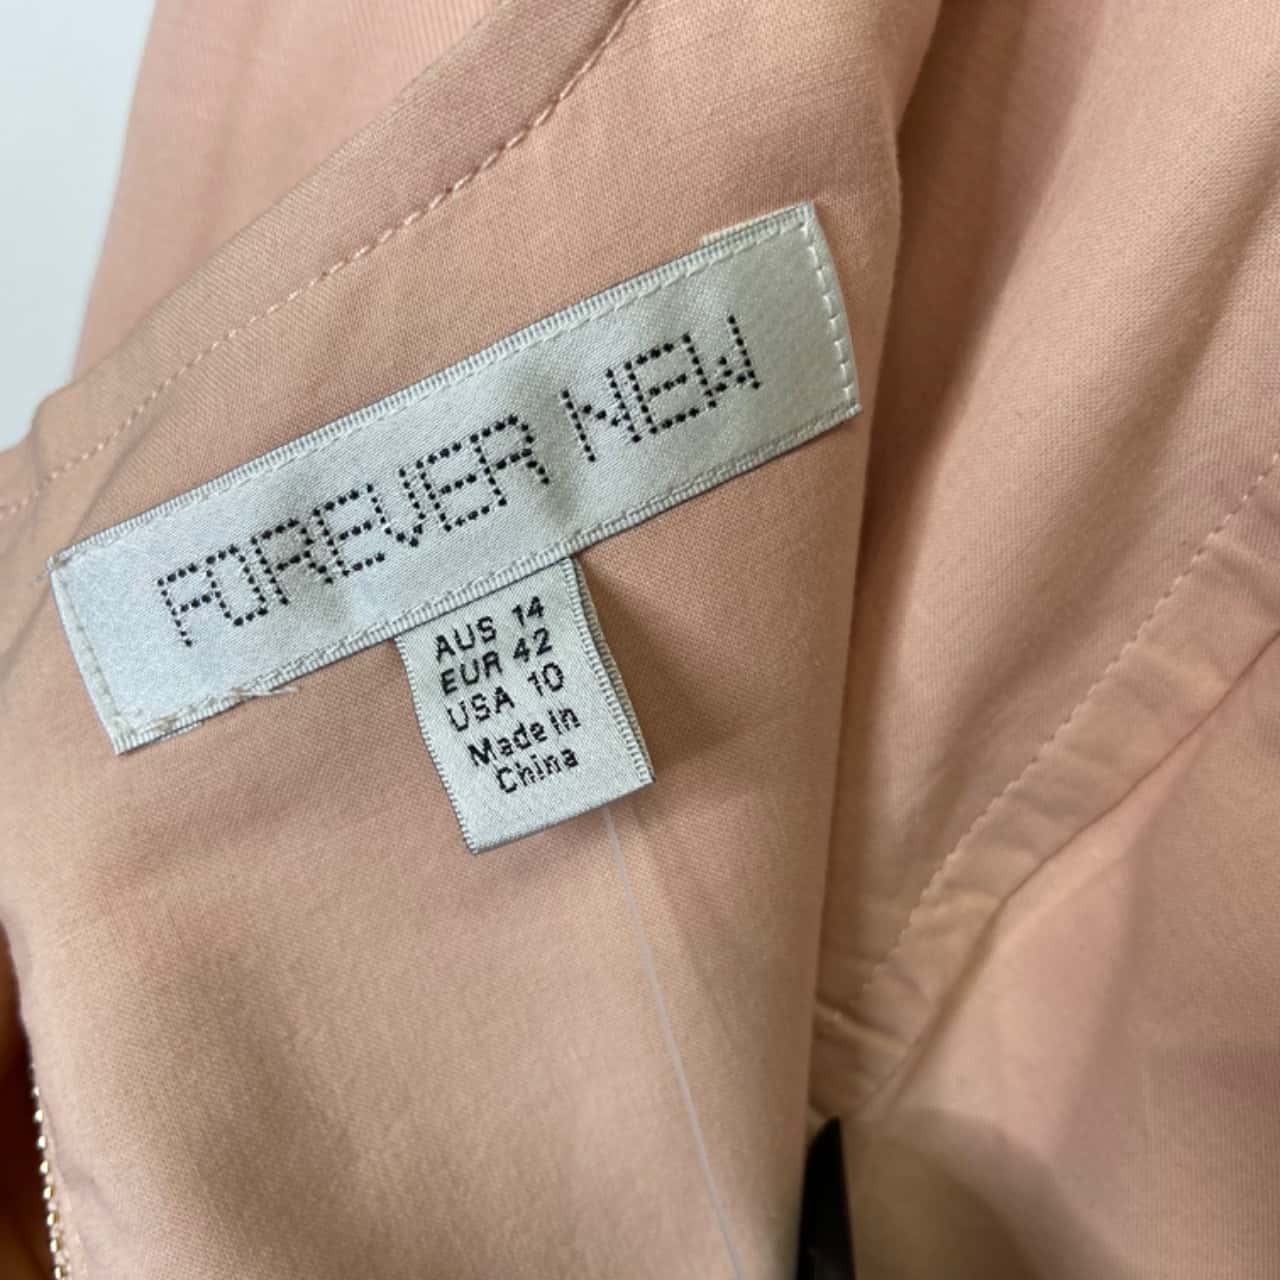 FOREVER NEW
AUS 14
EUR 42
USA 10
Made in
China